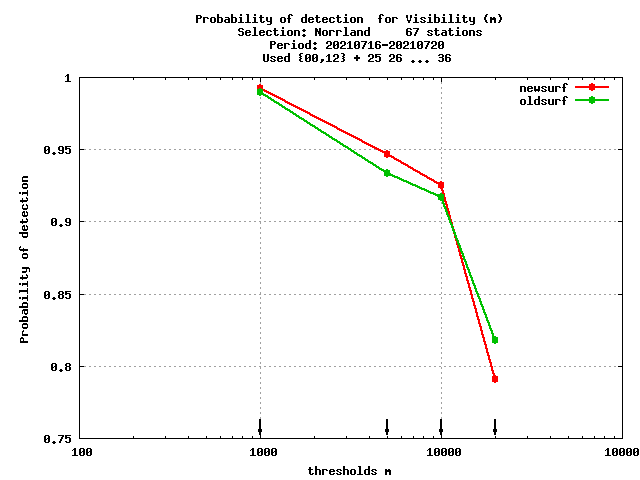 Probability of detection  for Visibility (m)
Selection: Norrland     67 stations
Period: 20210716-20210720
Used {00,12} + 25 26 ... 36
newsurf
oldsurf
1
0.95
0.9
0.85
0.8
0.75
Probability of detection
100
1000
10000
10000
thresholds m